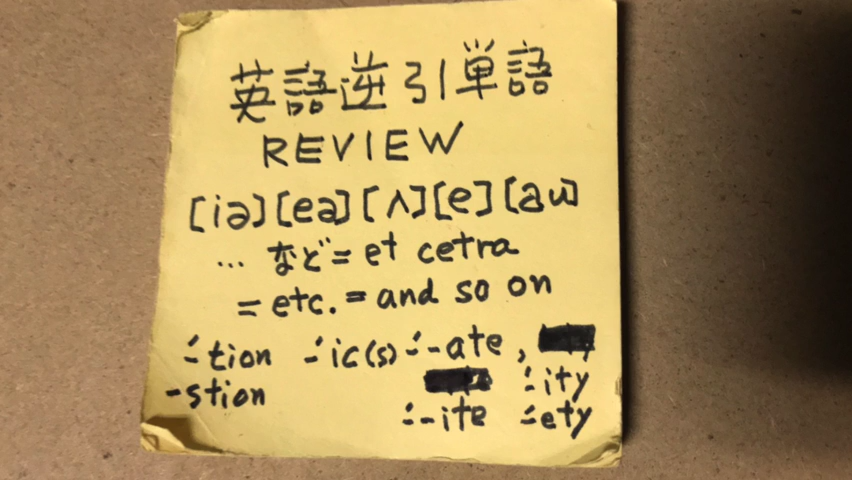 英語逆引単語
REVIEW
[iə][eə][ʌ][e][au]
… など=et cetra
=etc.=and so on
-́tion -́ic(s) -́-ate,
-stion -́ity
-́-ite -́ety